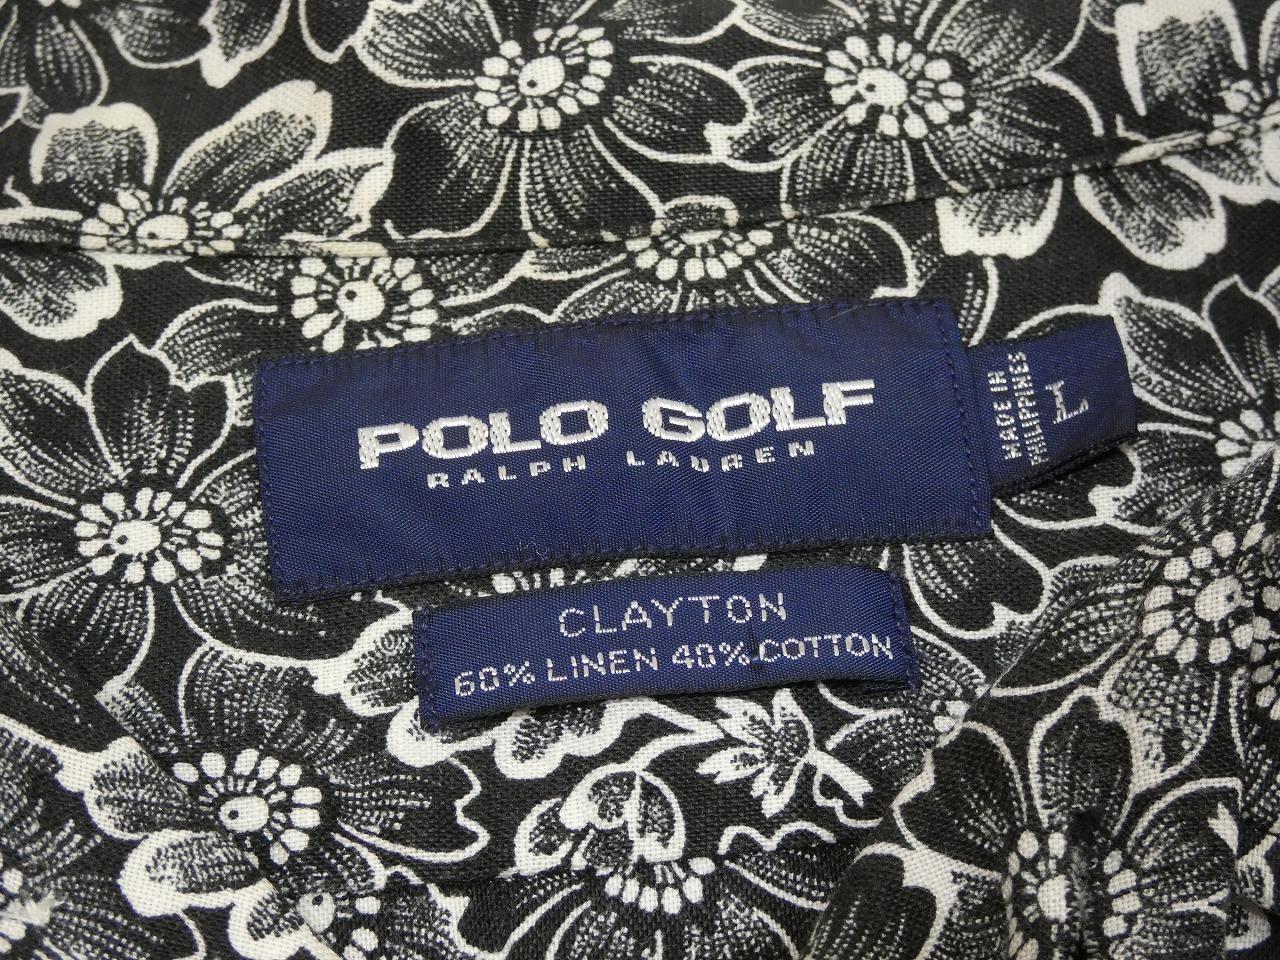 POLO GOLF
RALPH LAUREN
MADE IN
PHILIPPINES
L
CLAYTON
60% LINEN 40% COTTON